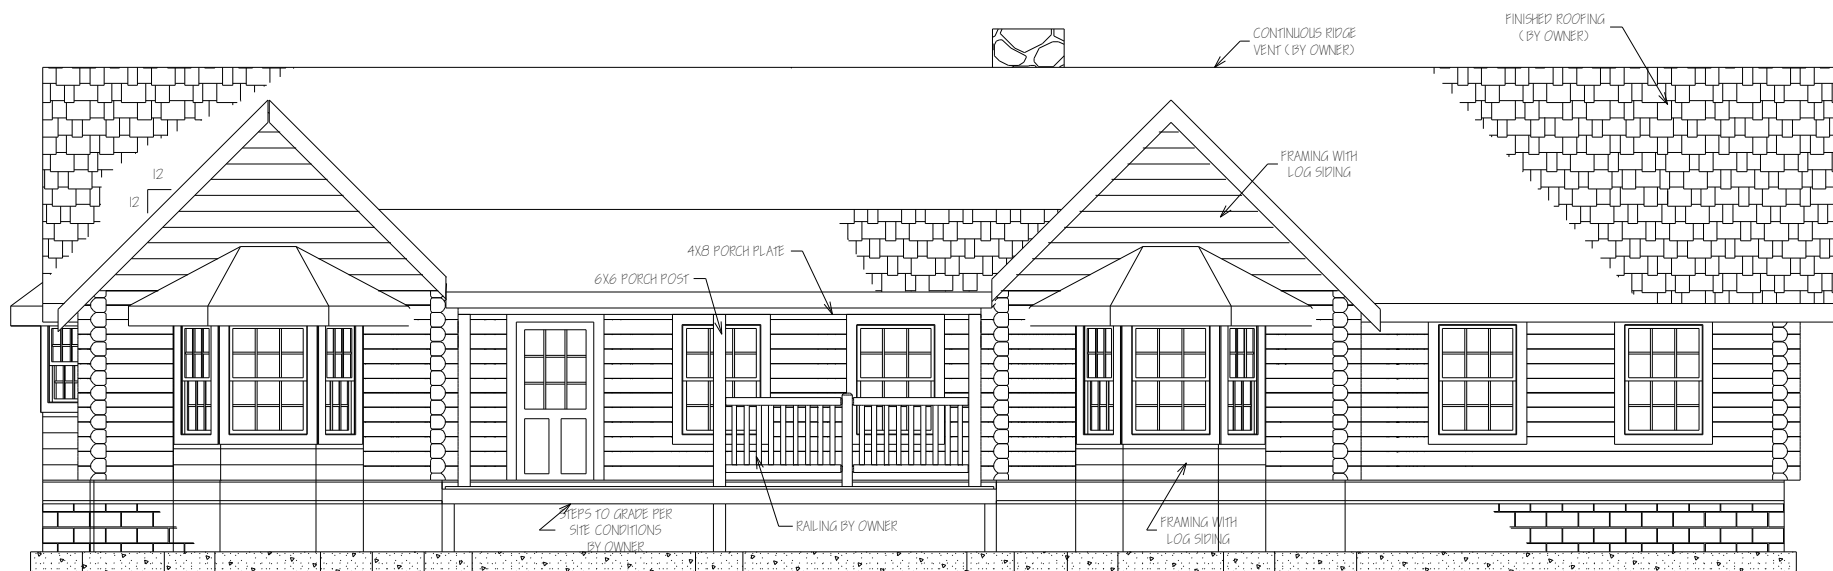 FINISHED ROOFING
( BY OWNER)
CONTINUOUS RIDGE
VENT ( BY OWNER)
FRAMING WITH
LOG SIDING
12
12
4X8 PORCH PLATE
6X6 PORCH POST
STEPS TO GRADE PER
SITE CONDITIONS
BY OWNER
RAILING BY OWNER
FRAMING WITH
LOG SIDING